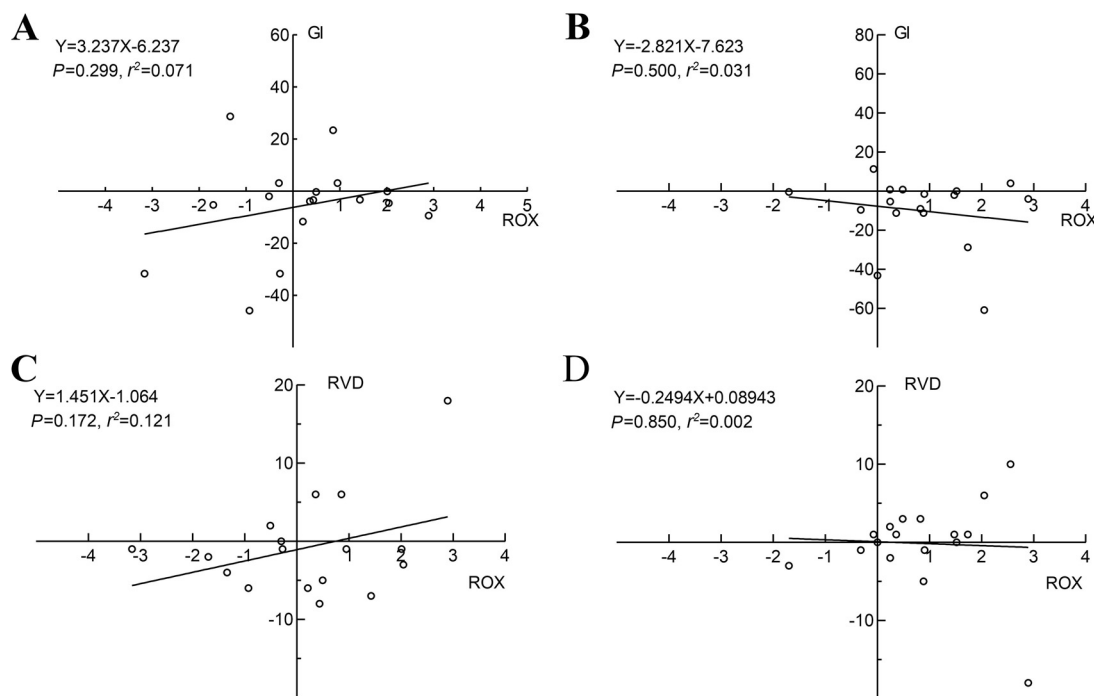 A
GI
Y=3.237X-6.237
P=0.299, r²=0.071
60
40
20
-4 -3 -2 -1 1 2 3 4 5
ROX
-20
-40
B
GI
Y=-2.821X-7.623
P=0.500, r²=0.031
80
60
40
20
-4 -3 -2 -1 1 2 3 4
ROX
-20
-40
-60
C
RVD
Y=1.451X-1.064
P=0.172, r²=0.121
20
10
-4 -3 -2 -1 1 2 3 4
ROX
-10
D
RVD
Y=-0.2494X+0.08943
P=0.850, r²=0.002
20
10
-4 -3 -2 -1 1 2 3 4
ROX
-10